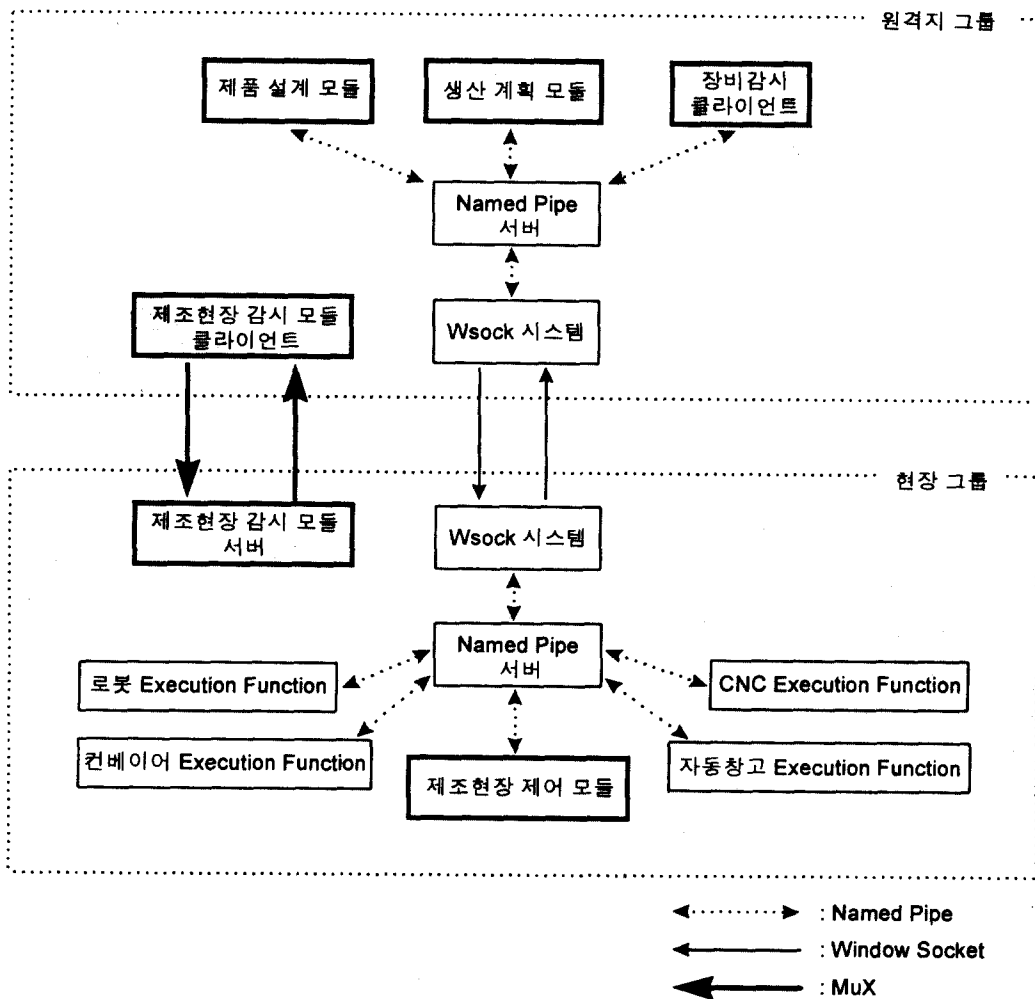 원격지 그룹
제품 설계 모듈
생산 계획 모듈
장비감시
클라이언트
Named Pipe
서버
제조현장 감시 모듈
클라이언트
Wsock 시스템
현장 그룹
제조현장 감시 모듈
서버
Wsock 시스템
Named Pipe
서버
로봇 Execution Function
CNC Execution Function
컨베이어 Execution Function
제조현장 제어 모듈
자동창고 Execution Function
: Named Pipe
: Window Socket
: MuX